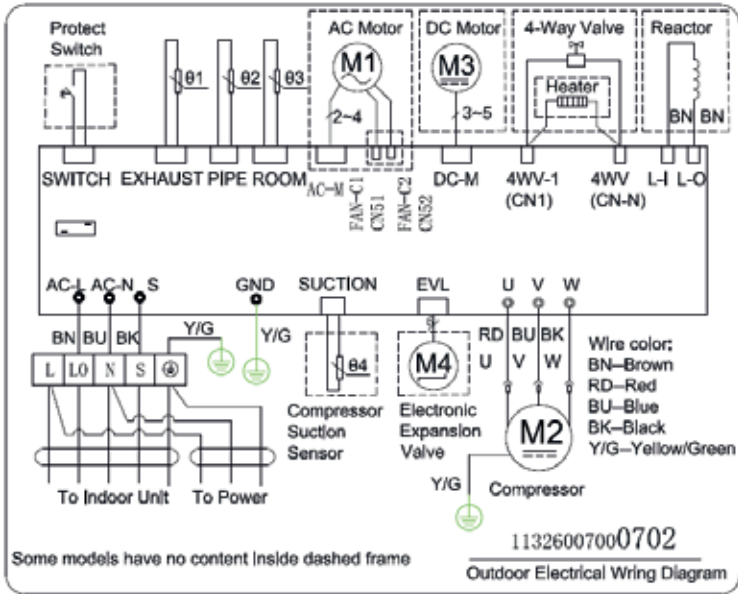 Protect Switch
AC Motor
DC Motor
4-Way Valve
Reactor
θ1
θ2
θ3
M1
M3
Heater
2~4
3~5
BN BN
SWITCH EXHAUST PIPE ROOM
AC-M
FAN-C1
CN51
FAN-C2
CN52
DC-M
4WV-1
(CN1)
4WV
(CN-N)
L-I L-O
AC-L AC-N S
GND
SUCTION
EVL
U V W
BN BU BK
Y/G
Y/G
RD BU BK
U V W
L LO N S
θ4
M4
M2
Compressor
Suction
Sensor
Electronic
Expansion
Valve
Wire color:
BN—Brown
RD—Red
BU—Blue
BK—Black
Y/G—Yellow/Green
Y/G
Compressor
To Indoor Unit
To Power
11326007000702
Some models have no content inside dashed frame
Outdoor Electrical Wiring Diagram